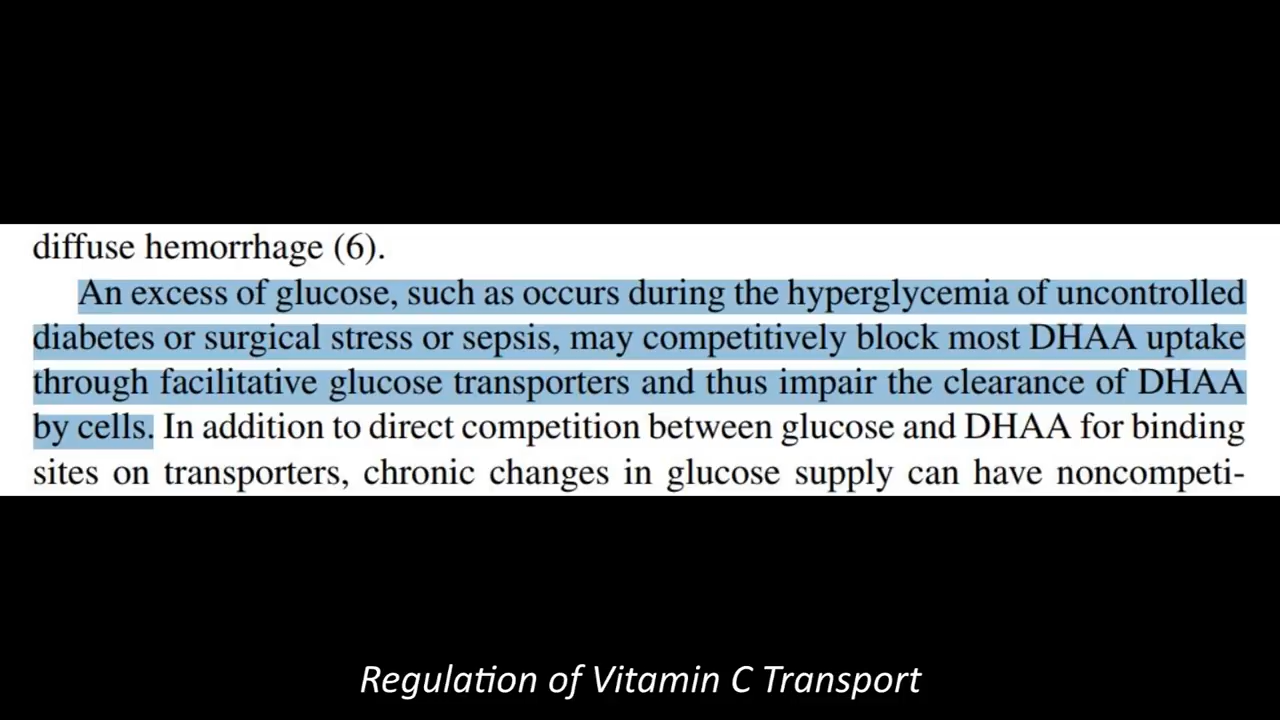 diffuse hemorrhage (6).
An excess of glucose, such as occurs during the hyperglycemia of uncontrolled
diabetes or surgical stress or sepsis, may competitively block most DHAA uptake
through facilitative glucose transporters and thus impair the clearance of DHAA
by cells. In addition to direct competition between glucose and DHAA for binding
sites on transporters, chronic changes in glucose supply can have noncompeti-
Regulation of Vitamin C Transport